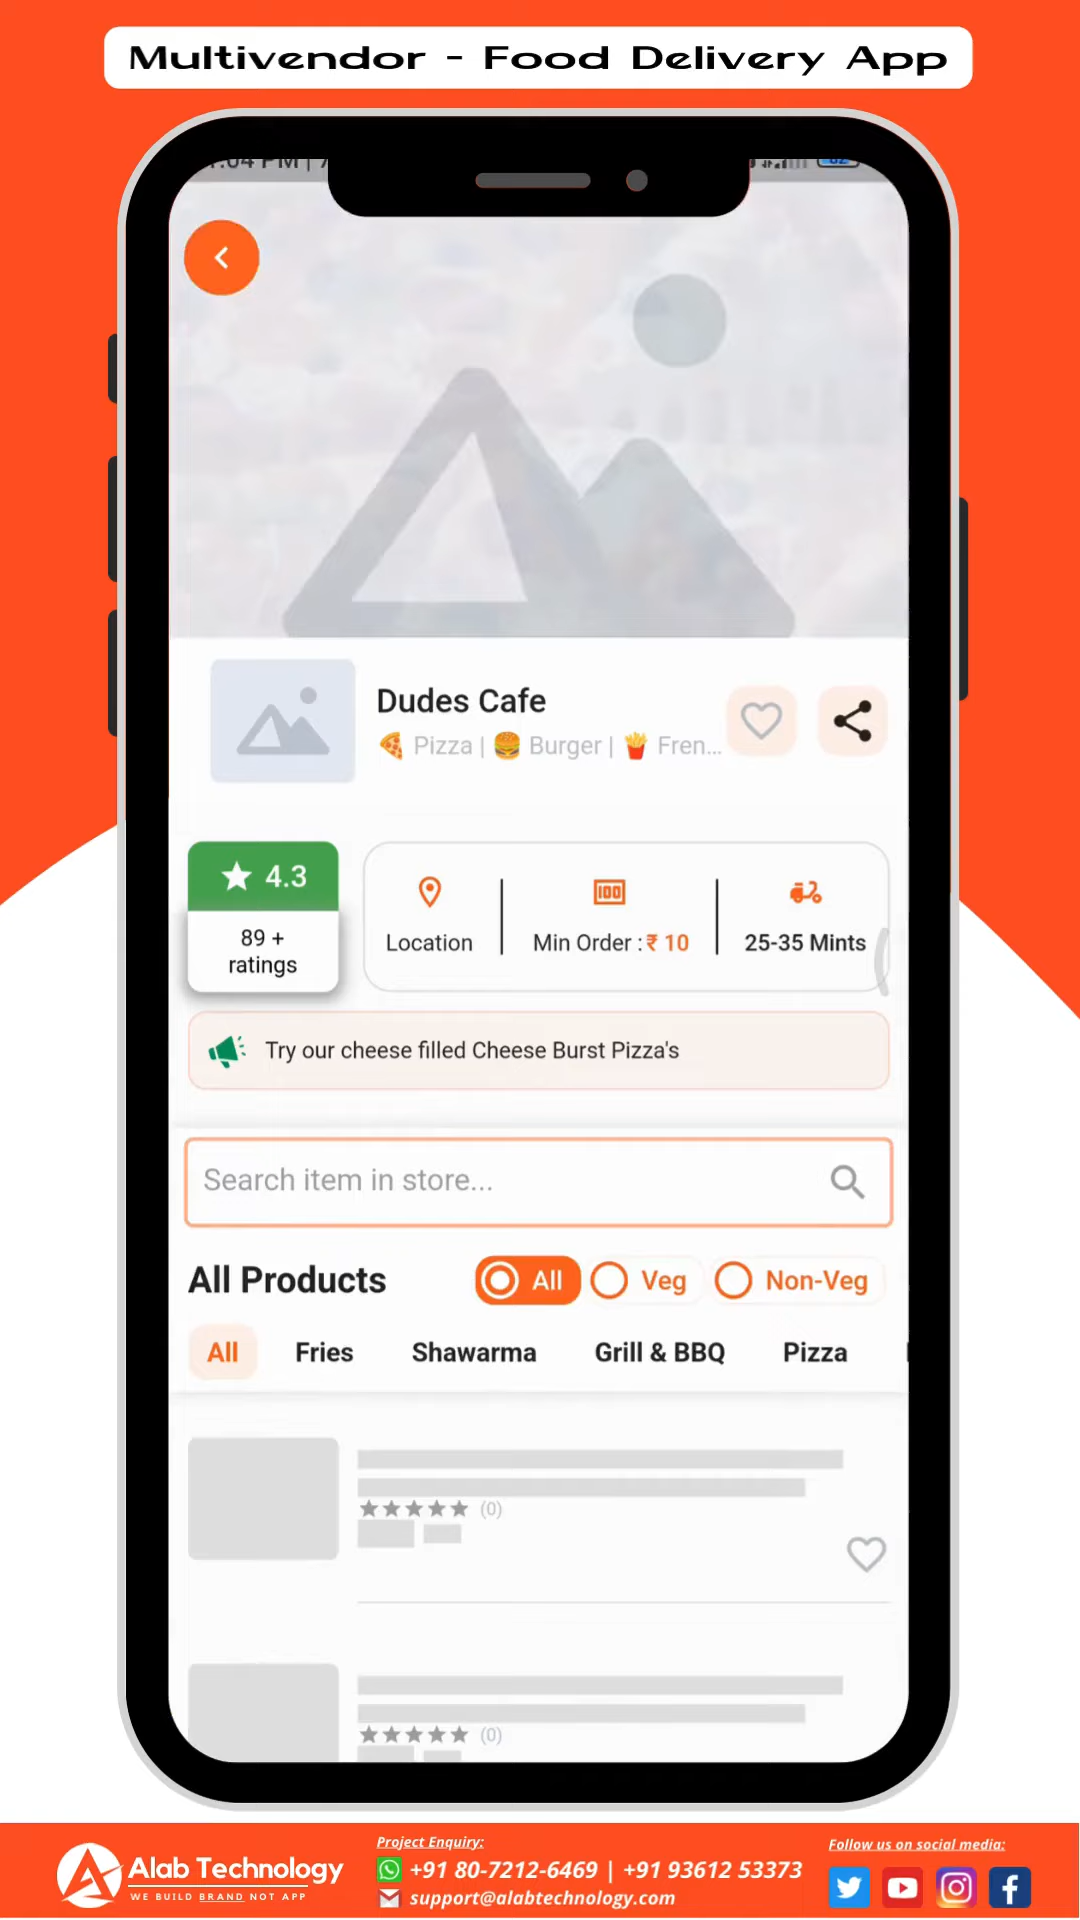 Multivendor - Food Delivery App
Dudes Cafe
Pizza | Burger | Fren...
4.3
89 +
ratings
Location
Min Order : ₹ 10
25-35 Mints
Try our cheese filled Cheese Burst Pizza's
Search item in store...
All Products
All
Veg
Non-Veg
All
Fries
Shawarma
Grill & BBQ
Pizza
(0)
(0)
Alab Technology
WE BUILD BRAND NOT APP
Project Enquiry:
+91 80-7212-6469 | +91 93612 53373
support@alabtechnology.com
Follow us on social media: